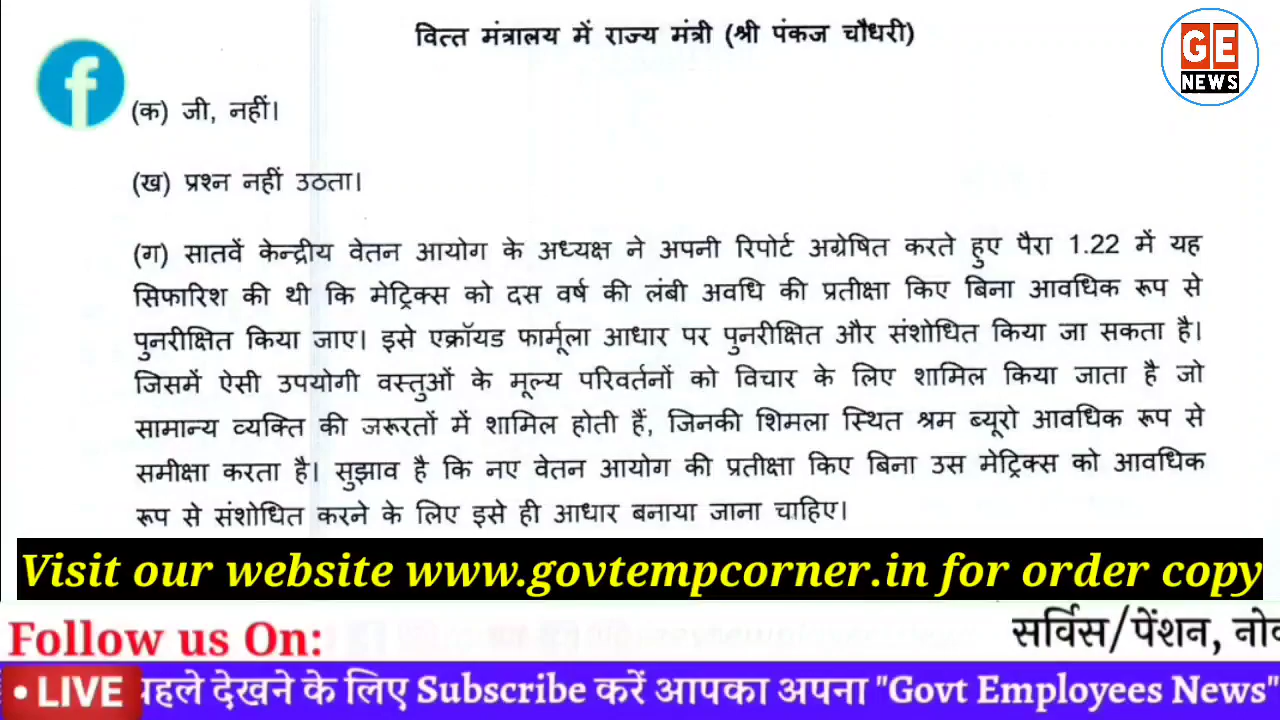 वित्त मंत्रालय में राज्य मंत्री (श्री पंकज चौधरी)
GE
NEWS
f
(क) जी, नहीं।
(ख) प्रश्न नहीं उठता।
(ग) सातवें केन्द्रीय वेतन आयोग के अध्यक्ष ने अपनी रिपोर्ट अग्रेषित करते हुए पैरा 1.22 में यह
सिफारिश की थी कि मेट्रिक्स को दस वर्ष की लंबी अवधि की प्रतीक्षा किए बिना आवधिक रूप से
पुनरीक्षित किया जाए। इसे एक्रॉयड फार्मूला आधार पर पुनरीक्षित और संशोधित किया जा सकता है।
जिसमें ऐसी उपयोगी वस्तुओं के मूल्य परिवर्तनों को विचार के लिए शामिल किया जाता है जो
सामान्य व्यक्ति की जरूरतों में शामिल होती हैं, जिनकी शिमला स्थित श्रम ब्यूरो आवधिक रूप से
समीक्षा करता है। सुझाव है कि नए वेतन आयोग की प्रतीक्षा किए बिना उस मेट्रिक्स को आवधिक
रूप से संशोधित करने के लिए इसे ही आधार बनाया जाना चाहिए।
Visit our website www.govtempcorner.in for order copy
Follow us On:
सर्विस/पेंशन,
• LIVE
पहले देखने के लिए Subscribe करें आपका अपना "Govt Employees News"